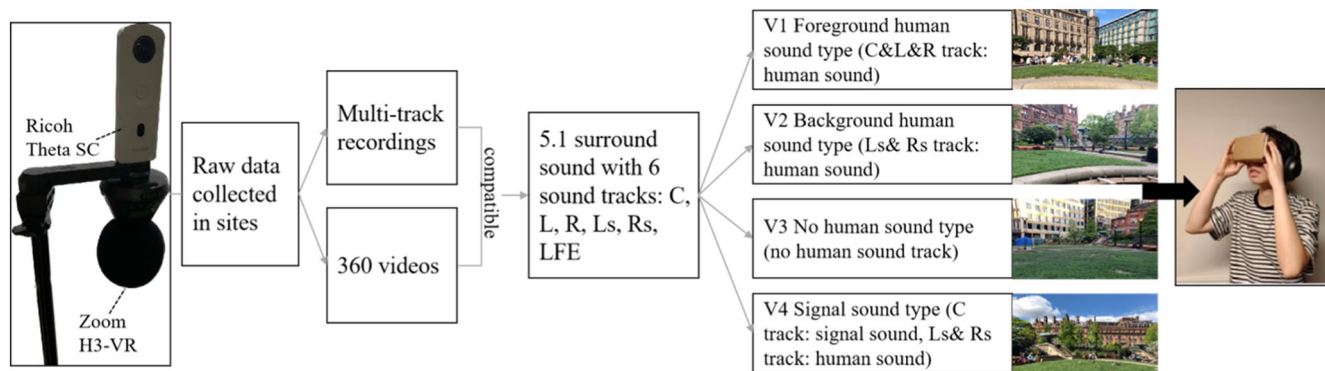 Ricoh
Theta SC
Zoom
H3-VR
Raw data
collected
in sites
Multi-track
recordings
360 videos
compatible
5.1 surround
sound with 6
sound tracks: C,
L, R, Ls, Rs,
LFE
V1 Foreground human
sound type (C&L&R track:
human sound)
V2 Background human
sound type (Ls& Rs track:
human sound)
V3 No human sound type
(no human sound track)
V4 Signal sound type (C
track: signal sound, Ls& Rs
track: human sound)